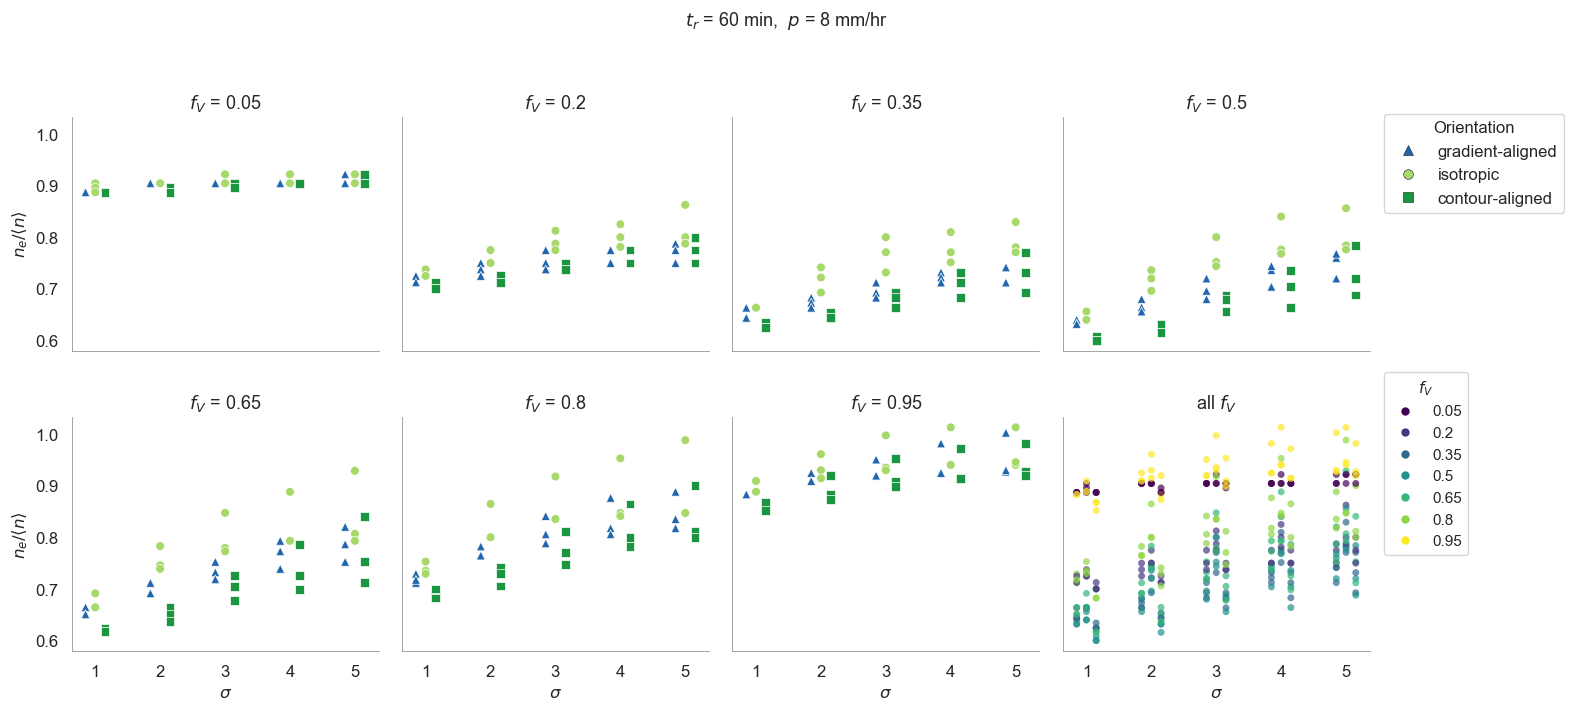 t_r = 60 min, p = 8 mm/hr
f_V = 0.05
f_V = 0.2
f_V = 0.35
f_V = 0.5
1.0
0.9
0.8
0.7
0.6
n_e/⟨n⟩
Orientation
gradient-aligned
isotropic
contour-aligned
f_V = 0.65
f_V = 0.8
f_V = 0.95
all f_V
1.0
0.9
0.8
0.7
0.6
n_e/⟨n⟩
1 2 3 4 5
σ
1 2 3 4 5
σ
1 2 3 4 5
σ
1 2 3 4 5
σ
f_V
0.05
0.2
0.35
0.5
0.65
0.8
0.95